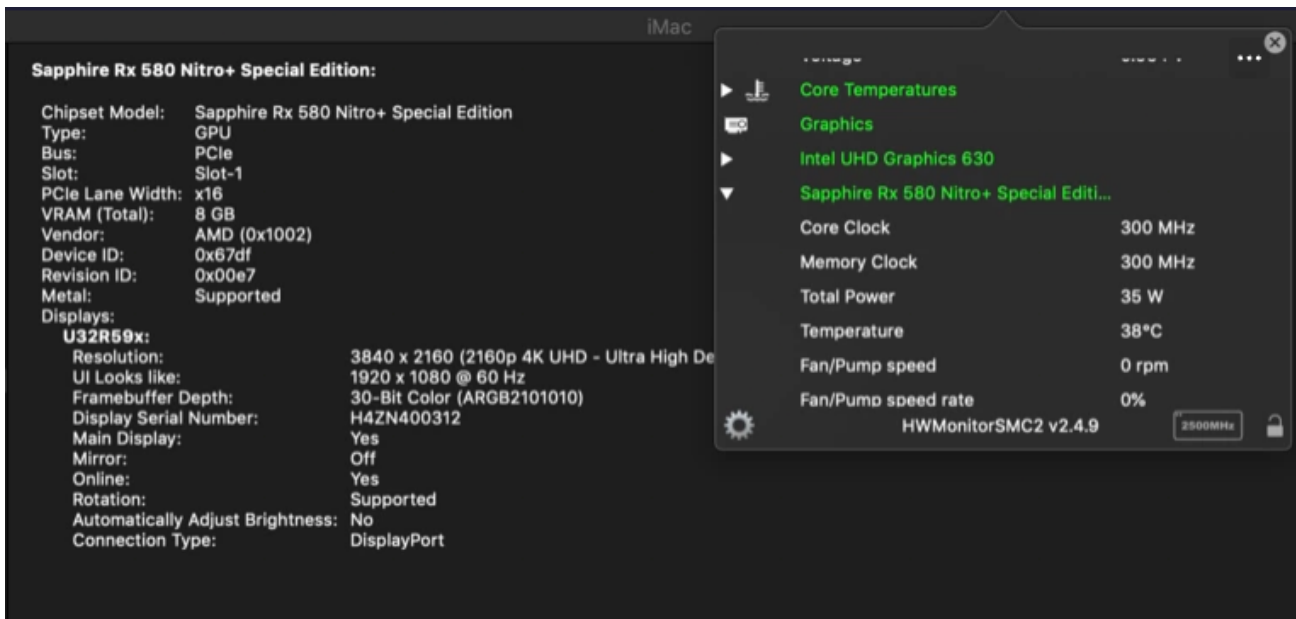 iMac
Sapphire Rx 580 Nitro+ Special Edition:
Chipset Model: Sapphire Rx 580 Nitro+ Special Edition
Type: GPU
Bus: PCIe
Slot: Slot-1
PCIe Lane Width: x16
VRAM (Total): 8 GB
Vendor: AMD (0x1002)
Device ID: 0x67df
Revision ID: 0x00e7
Metal: Supported
Displays:
U32R59x:
Resolution: 3840 x 2160 (2160p 4K UHD - Ultra High De
UI Looks like: 1920 x 1080 @ 60 Hz
Framebuffer Depth: 30-Bit Color (ARGB2101010)
Display Serial Number: H4ZN400312
Main Display: Yes
Mirror: Off
Online: Yes
Rotation: Supported
Automatically Adjust Brightness: No
Connection Type: DisplayPort
Core Temperatures
Graphics
Intel UHD Graphics 630
Sapphire Rx 580 Nitro+ Special Editi...
Core Clock 300 MHz
Memory Clock 300 MHz
Total Power 35 W
Temperature 38°C
Fan/Pump speed 0 rpm
Fan/Pump speed rate 0%
HWMonitorSMC2 v2.4.9
2500MHz